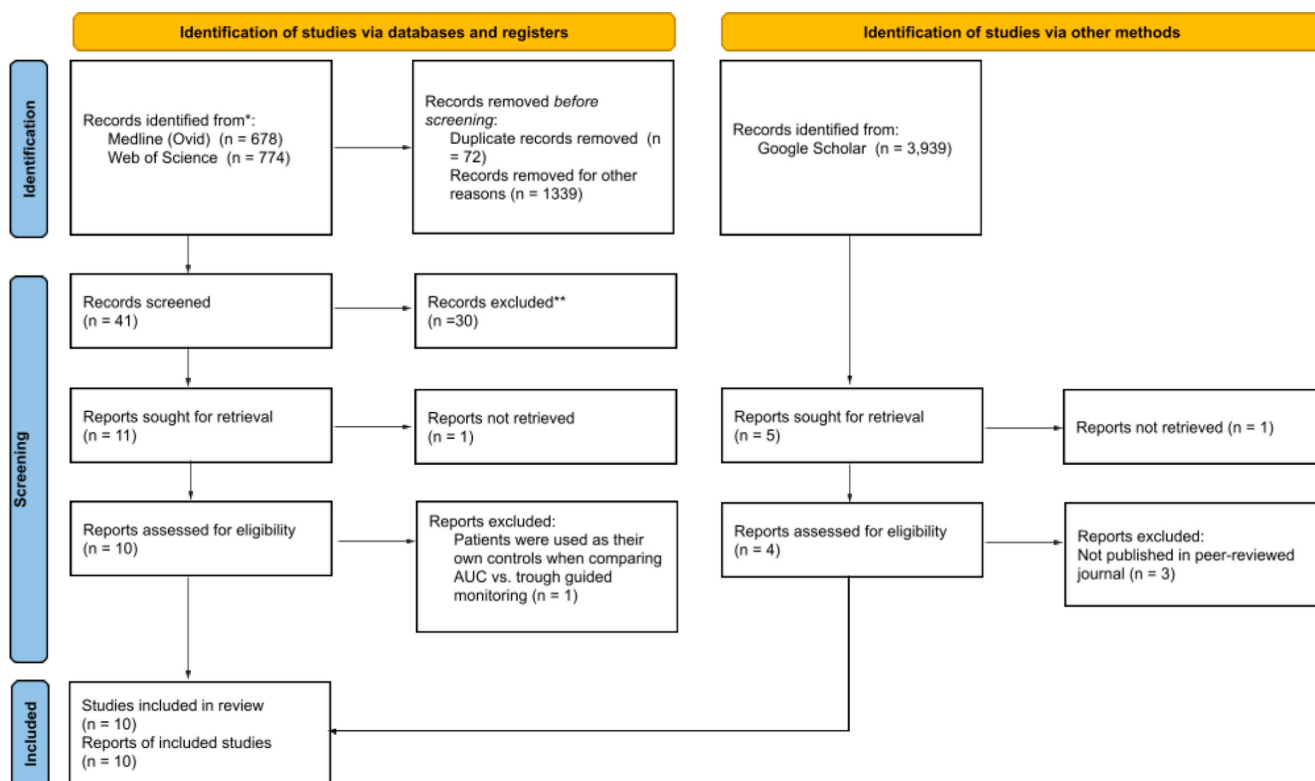 Identification of studies via databases and registers
Identification of studies via other methods
Identification
Records identified from*:
Medline (Ovid) (n = 678)
Web of Science (n = 774)
Records removed before
screening:
Duplicate records removed (n
= 72)
Records removed for other
reasons (n = 1339)
Records identified from:
Google Scholar (n = 3,939)
Screening
Records screened
(n = 41)
Records excluded**
(n =30)
Reports sought for retrieval
(n = 11)
Reports not retrieved
(n = 1)
Reports sought for retrieval
(n = 5)
Reports not retrieved (n = 1)
Reports assessed for eligibility
(n = 10)
Reports excluded:
Patients were used as their
own controls when comparing
AUC vs. trough guided
monitoring (n = 1)
Reports assessed for eligibility
(n = 4)
Reports excluded:
Not published in peer-reviewed
journal (n = 3)
Included
Studies included in review
(n = 10)
Reports of included studies
(n = 10)